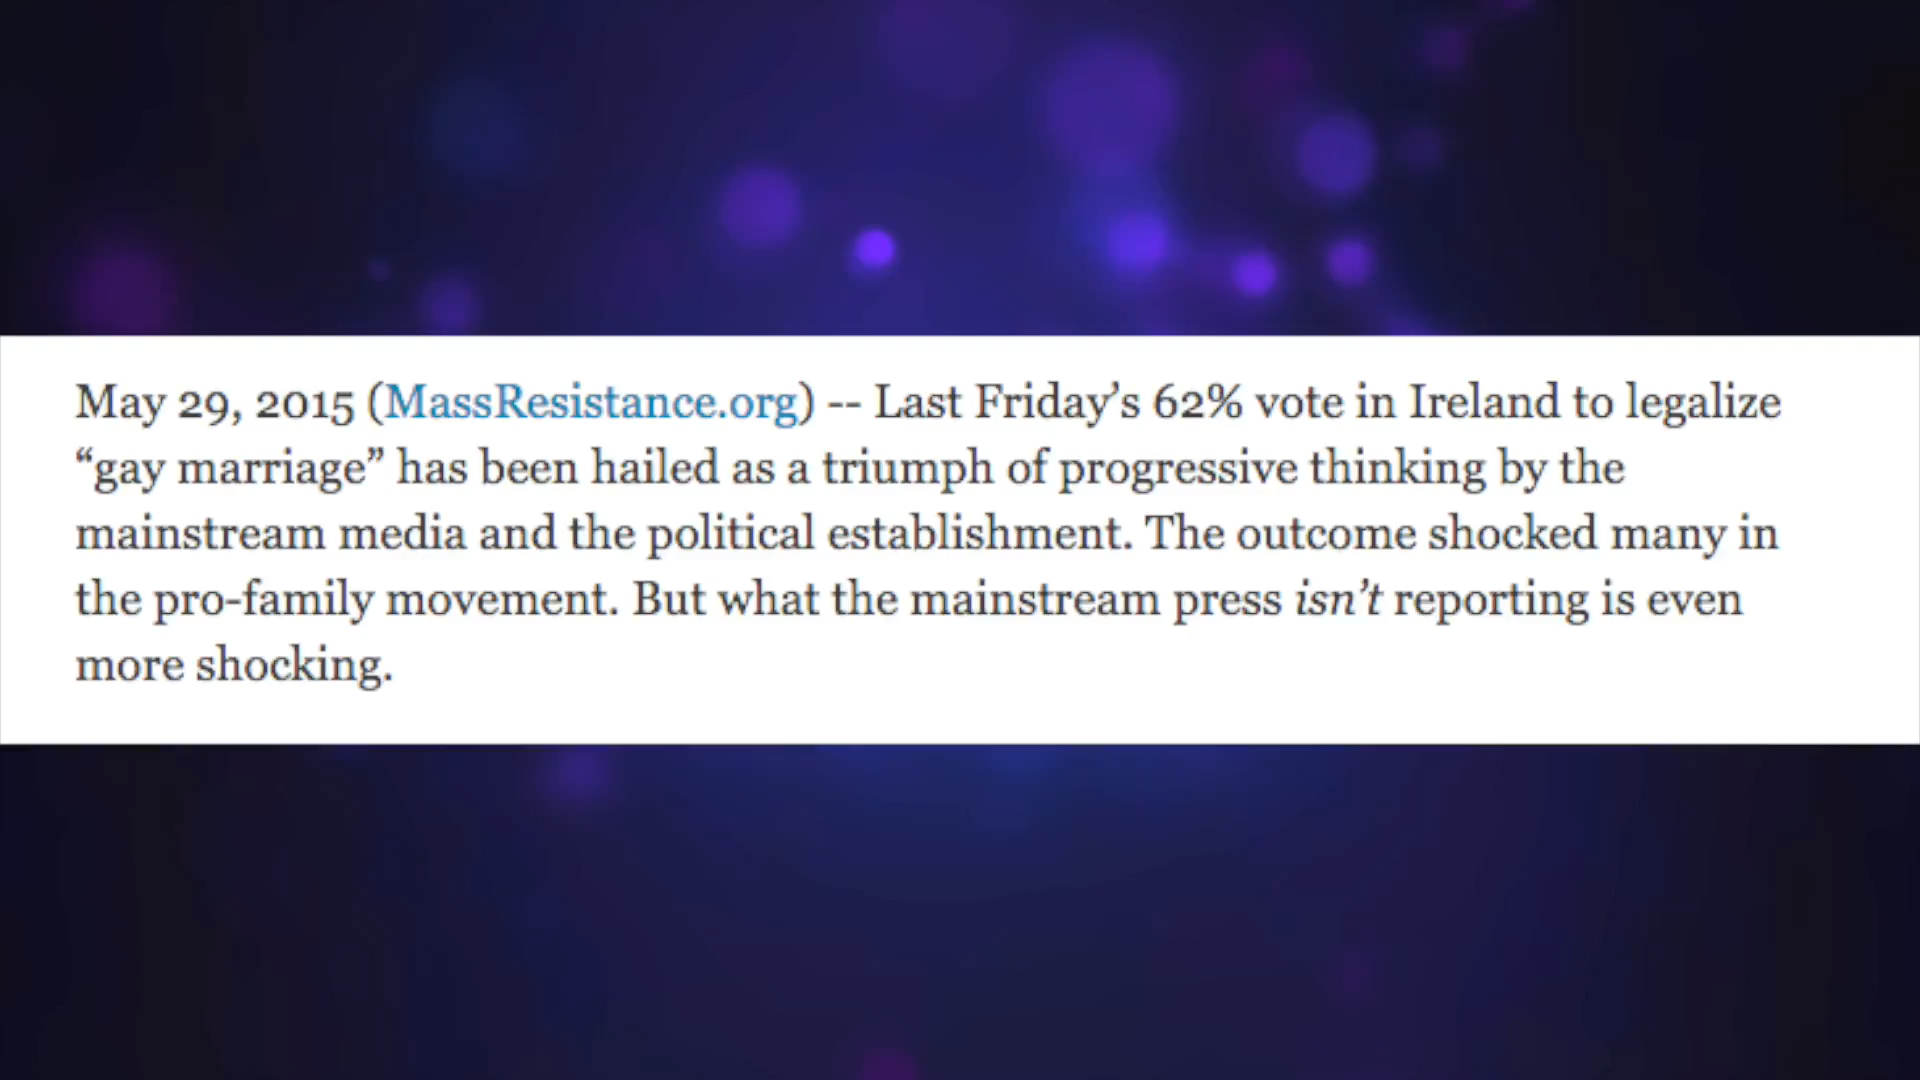 May 29, 2015 (MassResistance.org) -- Last Friday’s 62% vote in Ireland to legalize
“gay marriage” has been hailed as a triumph of progressive thinking by the
mainstream media and the political establishment. The outcome shocked many in
the pro-family movement. But what the mainstream press isn’t reporting is even
more shocking.